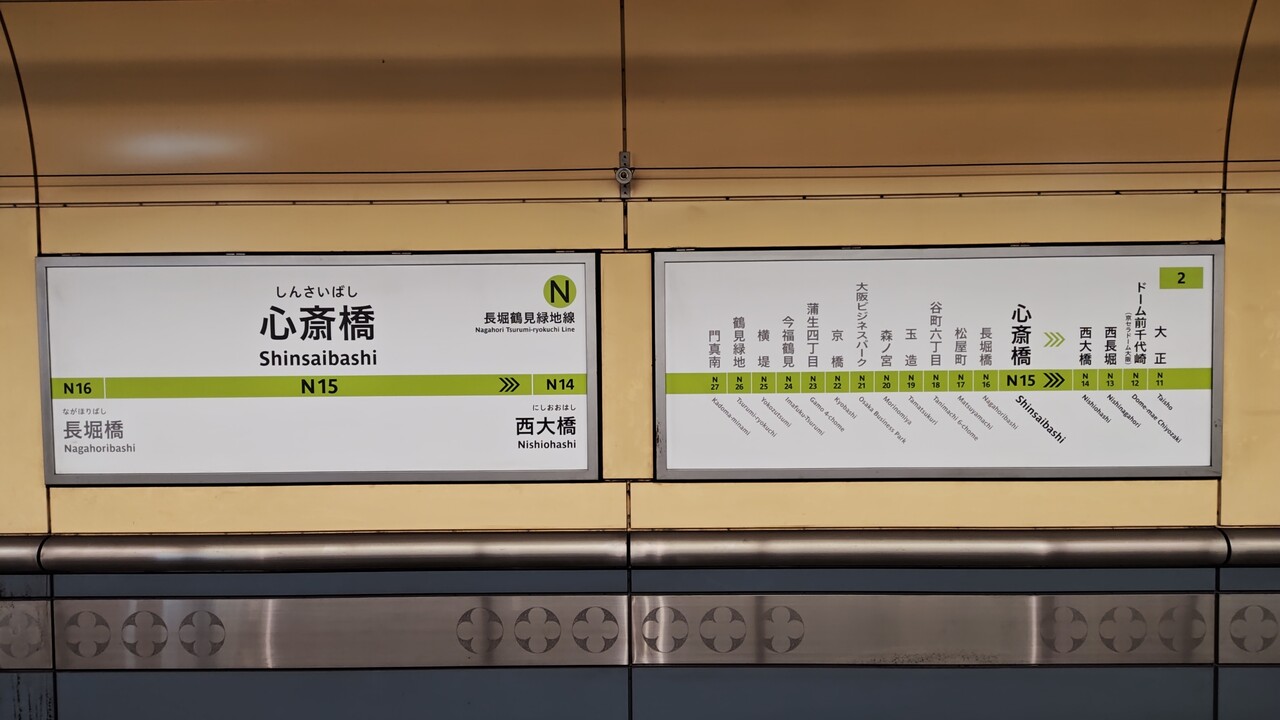 しんさいばし
心斎橋
Shinsaibashi
N
長堀鶴見緑地線
Nagahori Tsurumi-ryokuchi Line
N16
N15
N14
ながほりばし
長堀橋
Nagahoribashi
にしおおはし
西大橋
Nishiohashi
2
門真南
鶴見緑地
横堤
今福鶴見
蒲生四丁目
京橋
大阪ビジネスパーク
森ノ宮
玉造
谷町六丁目
松屋町
長堀橋
心斎橋
西大橋
西長堀
ドーム前千代崎
(京セラドーム大阪)
大正
N27
N26
N25
N24
N23
N22
N21
N20
N19
N18
N17
N16
N15
N14
N13
N12
N11
Kadoma-minami
Tsurumi-ryokuchi
Yokozutsumi
Imafuku-Tsurumi
Gamo 4-chome
Kyobashi
Osaka Business Park
Morinomiya
Tamatsukuri
Tanimachi 6-chome
Matsuyamachi
Nagahoribashi
Shinsaibashi
Nishiohashi
Nishinagahori
Dome-mae Chiyozaki
Taisho